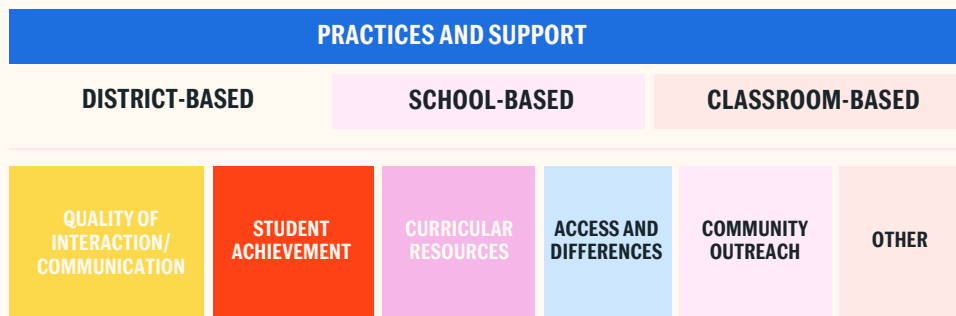 PRACTICES AND SUPPORT
DISTRICT-BASED
SCHOOL-BASED
CLASSROOM-BASED
QUALITY OF
INTERACTION/
COMMUNICATION
STUDENT
ACHIEVEMENT
CURRICULAR
RESOURCES
ACCESS AND
DIFFERENCES
COMMUNITY
OUTREACH
OTHER